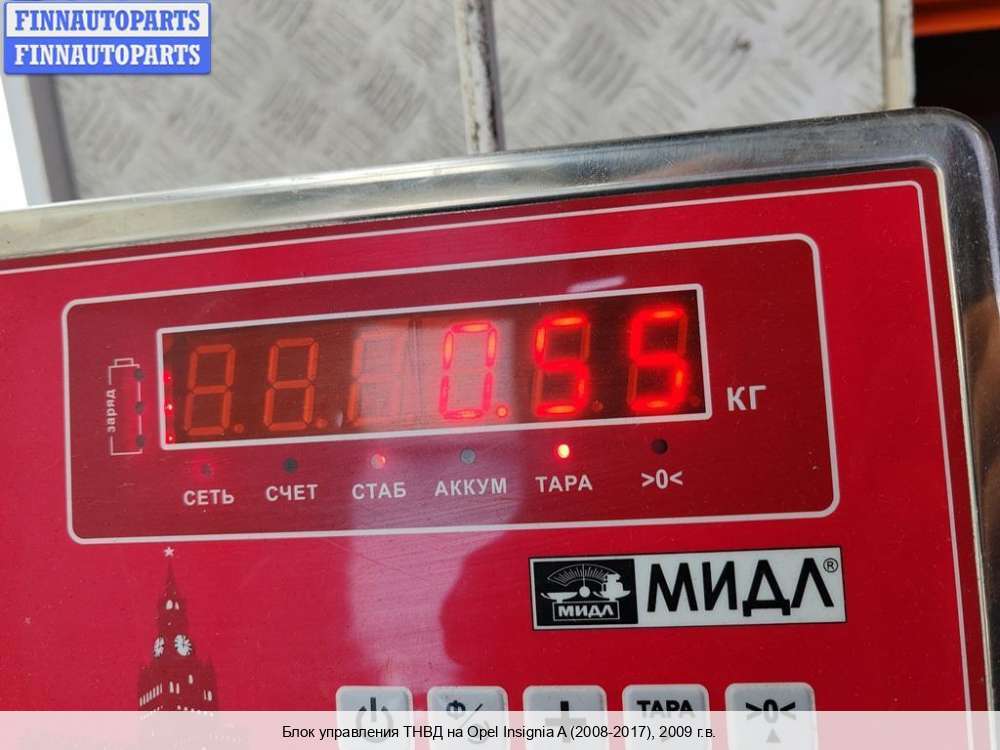 FINNAUTOPARTS
FINNAUTOPARTS
заряд
0.55 КГ
СЕТЬ СЧЕТ СТАБ АККУМ ТАРА >0<
МИДЛ МИДЛ®
Ф/ + ТАРА >0<
Блок управления ТНВД на Opel Insignia A (2008-2017), 2009 г.в.